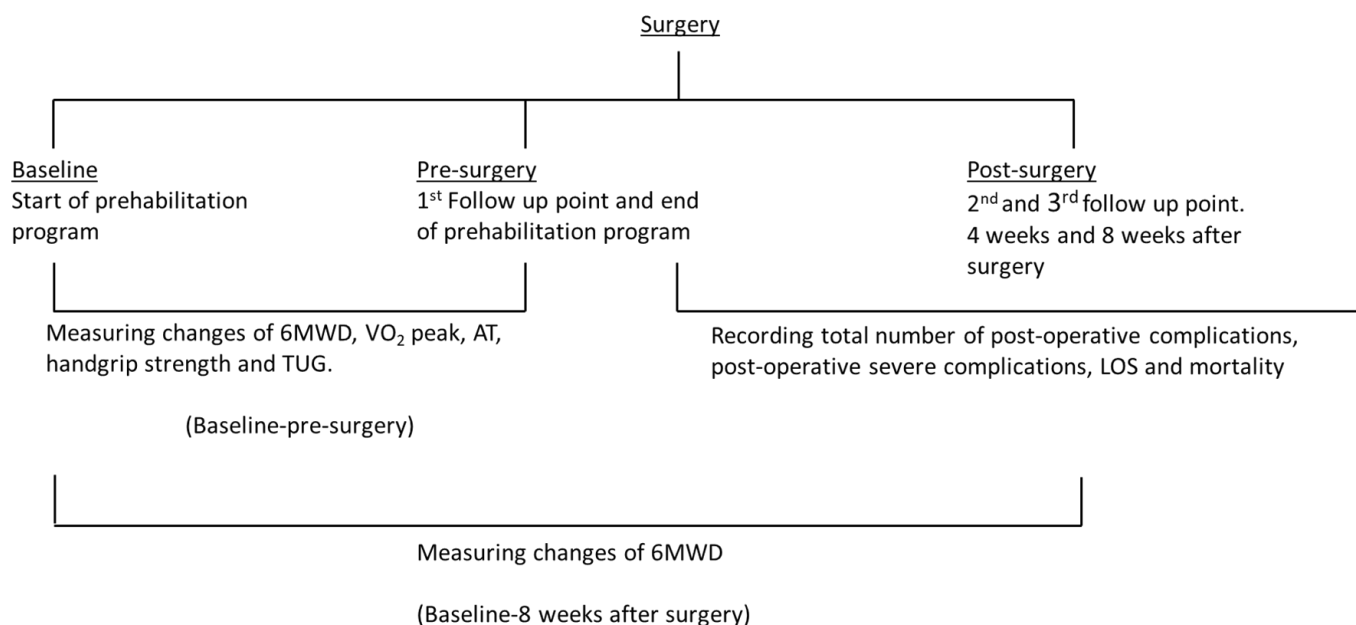 Surgery
Baseline
Start of prehabilitation
program
Pre-surgery
1st Follow up point and end
of prehabilitation program
Post-surgery
2nd and 3rd follow up point.
4 weeks and 8 weeks after
surgery
Measuring changes of 6MWD, VO2 peak, AT,
handgrip strength and TUG.
(Baseline-pre-surgery)
Recording total number of post-operative complications,
post-operative severe complications, LOS and mortality
Measuring changes of 6MWD
(Baseline-8 weeks after surgery)